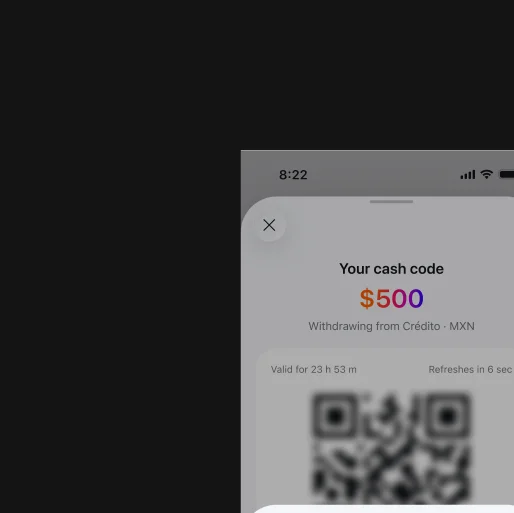 8:22
Your cash code
$500
Withdrawing from Crédito · MXN
Valid for 23 h 53 m
Refreshes in 6 sec